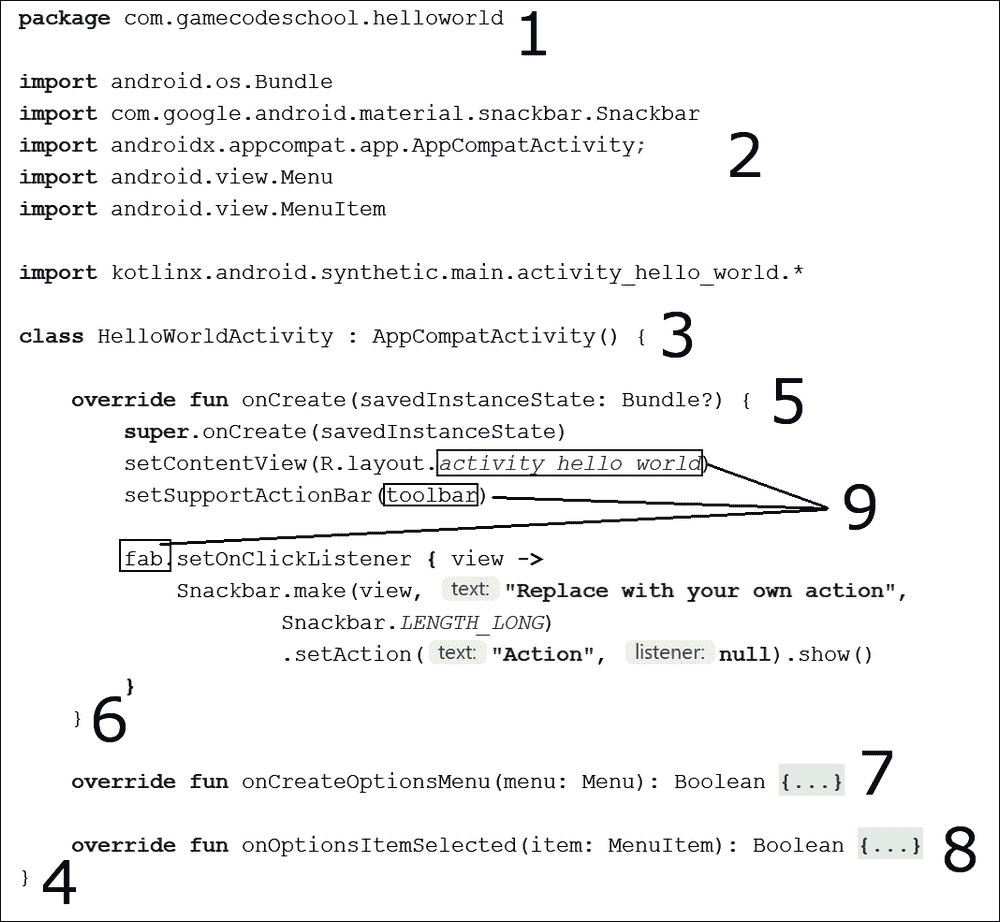 package com.gamecodeschool.helloworld 1
import android.os.Bundle
import com.google.android.material.snackbar.Snackbar
import androidx.appcompat.app.AppCompatActivity; 2
import android.view.Menu
import android.view.MenuItem
import kotlinx.android.synthetic.main.activity_hello_world.*
class HelloWorldActivity : AppCompatActivity() { 3
override fun onCreate(savedInstanceState: Bundle?) { 5
super.onCreate(savedInstanceState)
setContentView(R.layout.activity_hello_world)
setSupportActionBar(toolbar) 9
fab.setOnClickListener { view ->
Snackbar.make(view, text: "Replace with your own action",
Snackbar.LENGTH_LONG)
.setAction( text: "Action", listener: null).show()
}
} 6
override fun onCreateOptionsMenu(menu: Menu): Boolean {...} 7
override fun onOptionsItemSelected(item: MenuItem): Boolean {...} 8
} 4